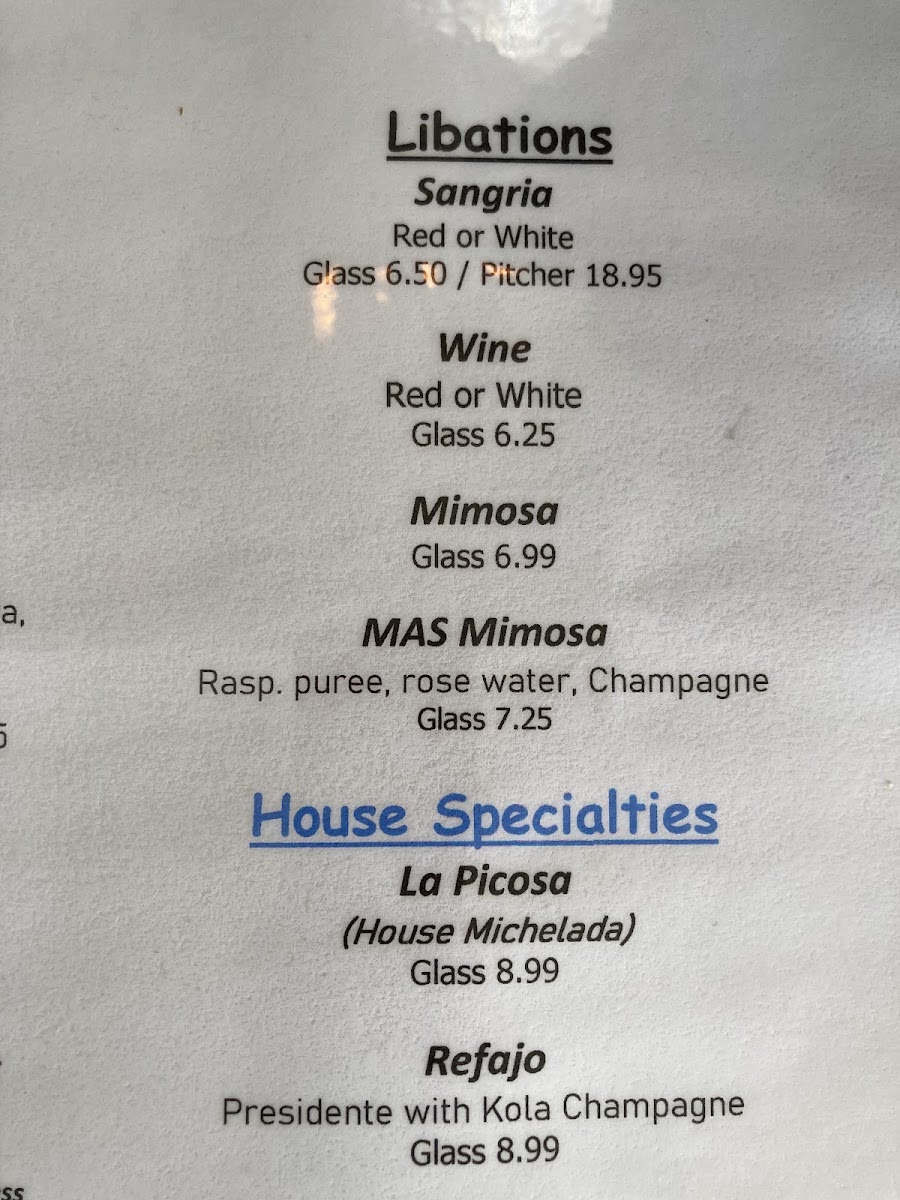 Libations
Sangria
Red or White
Glass 6.50 / Pitcher 18.95
Wine
Red or White
Glass 6.25
Mimosa
Glass 6.99
MAS Mimosa
Rasp. puree, rose water, Champagne
Glass 7.25
House Specialties
La Picosa
(House Michelada)
Glass 8.99
Refajo
Presidente with Kola Champagne
Glass 8.99